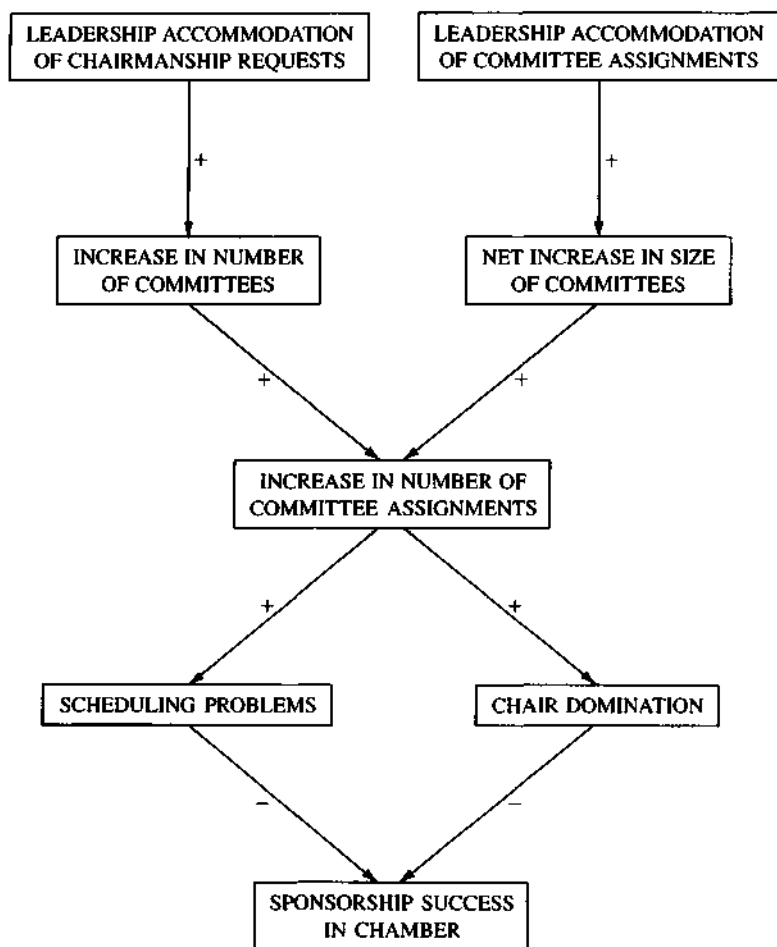 LEADERSHIP ACCOMMODATION
OF CHAIRMANSHIP REQUESTS
LEADERSHIP ACCOMMODATION
OF COMMITTEE ASSIGNMENTS
+
+
INCREASE IN NUMBER
OF COMMITTEES
NET INCREASE IN SIZE
OF COMMITTEES
+
+
INCREASE IN NUMBER OF
COMMITTEE ASSIGNMENTS
+
+
SCHEDULING PROBLEMS
CHAIR DOMINATION
−
−
SPONSORSHIP SUCCESS
IN CHAMBER